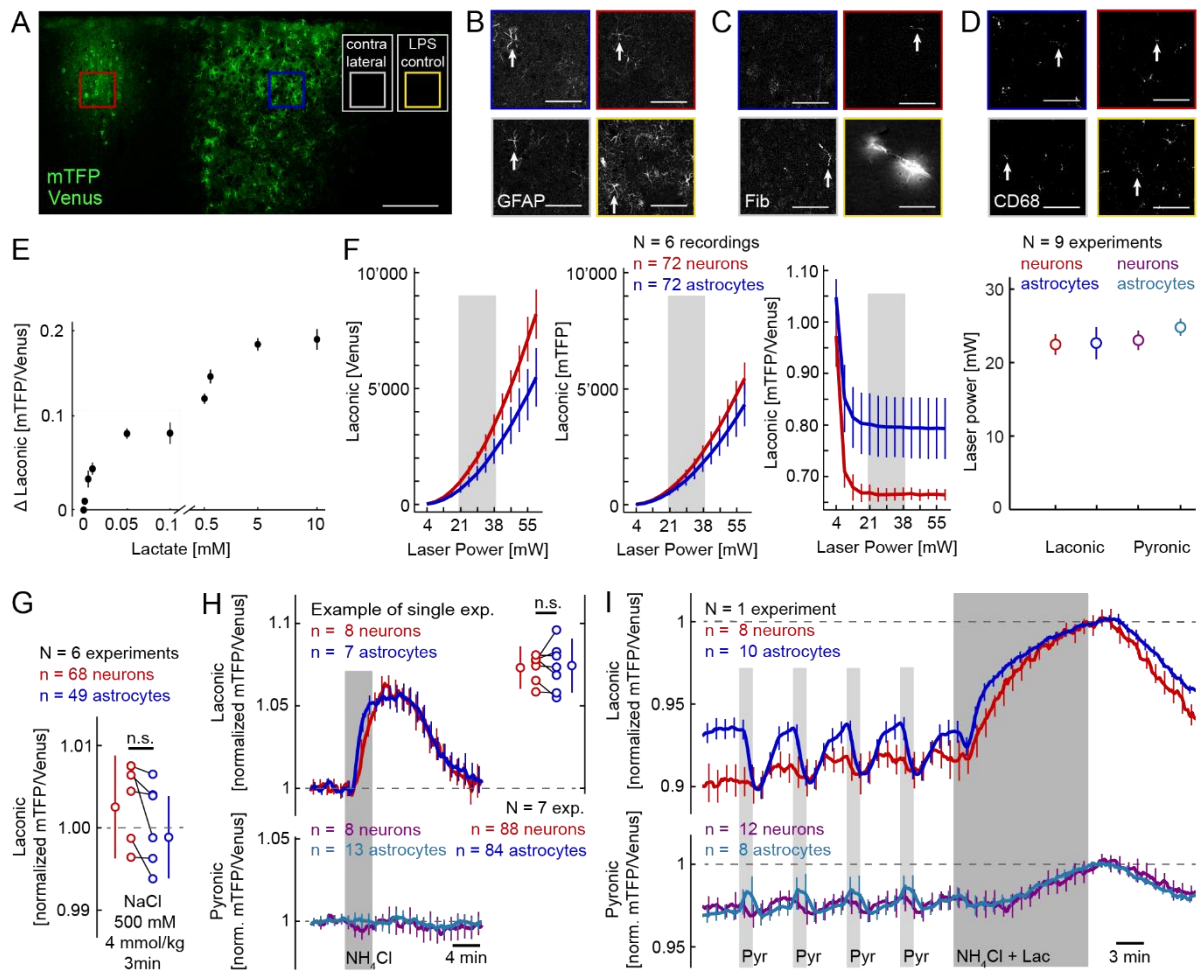 A
contra
lateral
LPS
control
mTFP
Venus
B
GFAP
C
Fib
D
CD68
E
Δ Laconic [mTFP/Venus]
0.2
0.1
0
0 0.05 0.1 0.5 5 10
Lactate [mM]
F
N = 6 recordings
n = 72 neurons
n = 72 astrocytes
Laconic [Venus]
10’000
5’000
0
4 21 38 55
Laser Power [mW]
Laconic [mTFP]
10’000
5’000
0
4 21 38 55
Laser Power [mW]
Laconic [mTFP/Venus]
1.10
1.00
0.90
0.80
0.70
4 21 38 55
Laser Power [mW]
N = 9 experiments
neurons neurons
astrocytes astrocytes
Laser power [mW]
30
20
10
0
Laconic Pyronic
G
N = 6 experiments
n = 68 neurons
n = 49 astrocytes
Laconic
[normalized mTFP/Venus]
1.01
1.00
0.99
n.s.
NaCl
500 mM
4 mmol/kg
3min
H
Laconic
[normalized mTFP/Venus]
1.1
1.05
1
Example of single exp.
n = 8 neurons
n = 7 astrocytes
n.s.
N = 7 exp.
n = 88 neurons
n = 84 astrocytes
Pyronic
[norm. mTFP/Venus]
1.05
1
n = 8 neurons
n = 13 astrocytes
NH4Cl
4 min
I
Laconic
[normalized mTFP/Venus]
1
0.95
0.9
N = 1 experiment
n = 8 neurons
n = 10 astrocytes
Pyronic
[norm. mTFP/Venus]
1
0.95
n = 12 neurons
n = 8 astrocytes
Pyr Pyr Pyr Pyr NH4Cl + Lac
3 min